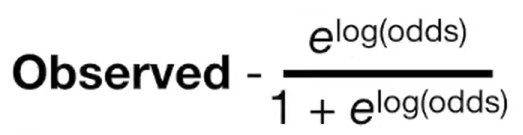 Observed - e^log(odds)
1 + e^log(odds)